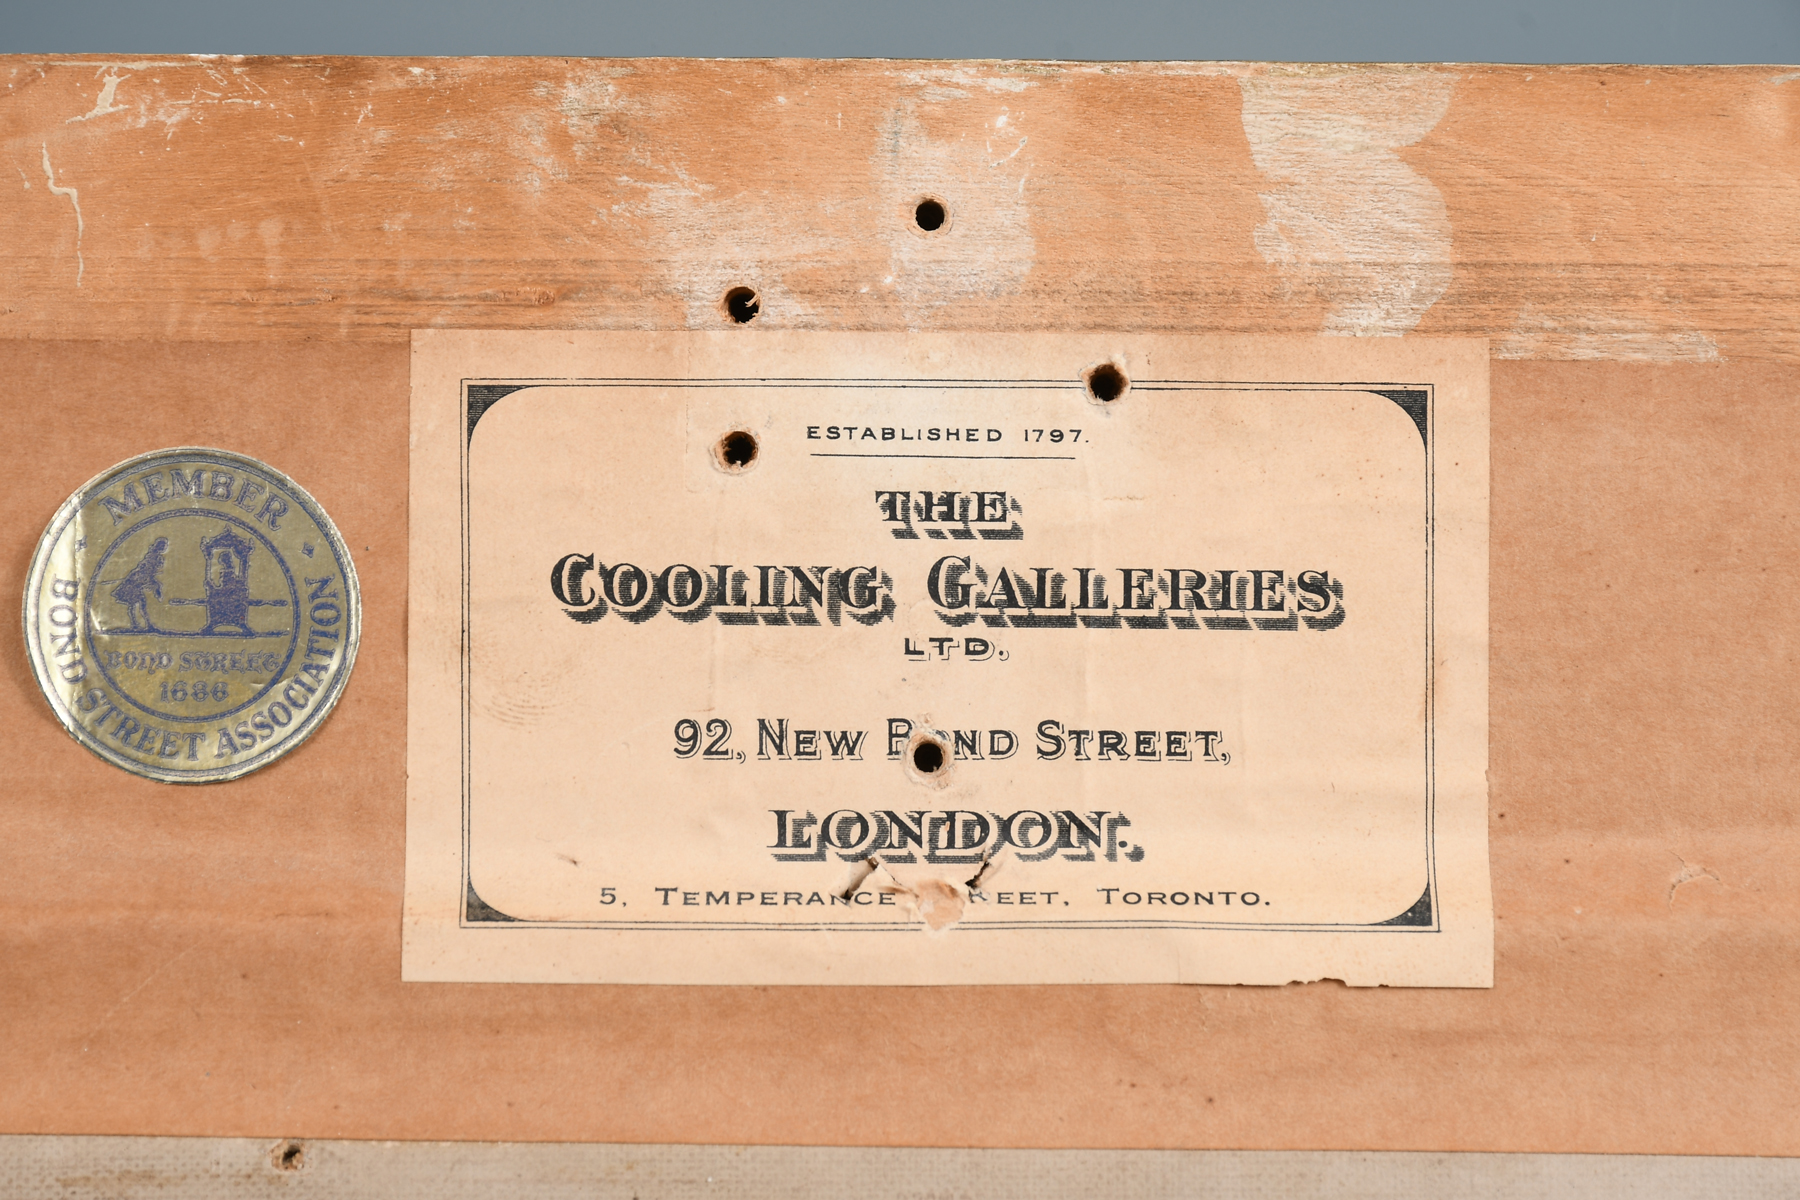 MEMBER
BOND STREET ASSOCIATION
BOND STREET
1686
ESTABLISHED 1797.
THE
COOLING GALLERIES
LTD.
92, NEW BOND STREET,
LONDON.
5, TEMPERANCE STREET, TORONTO.